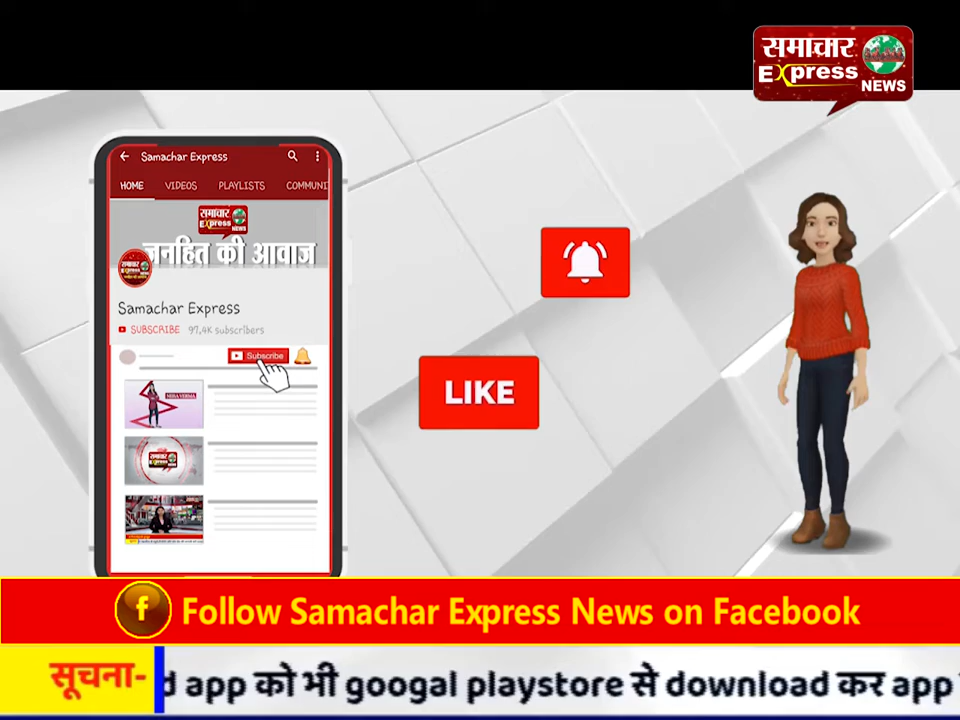 समाचार
Express
NEWS
Samachar Express
HOME VIDEOS PLAYLISTS COMMUNI
समाचार
Express
NEWS
जनहित की आवाज
Samachar Express
SUBSCRIBE 97.4K subscribers
Subscribe
LIKE
Follow Samachar Express News on Facebook
सूचना- d app को भी googal playstore से download कर app